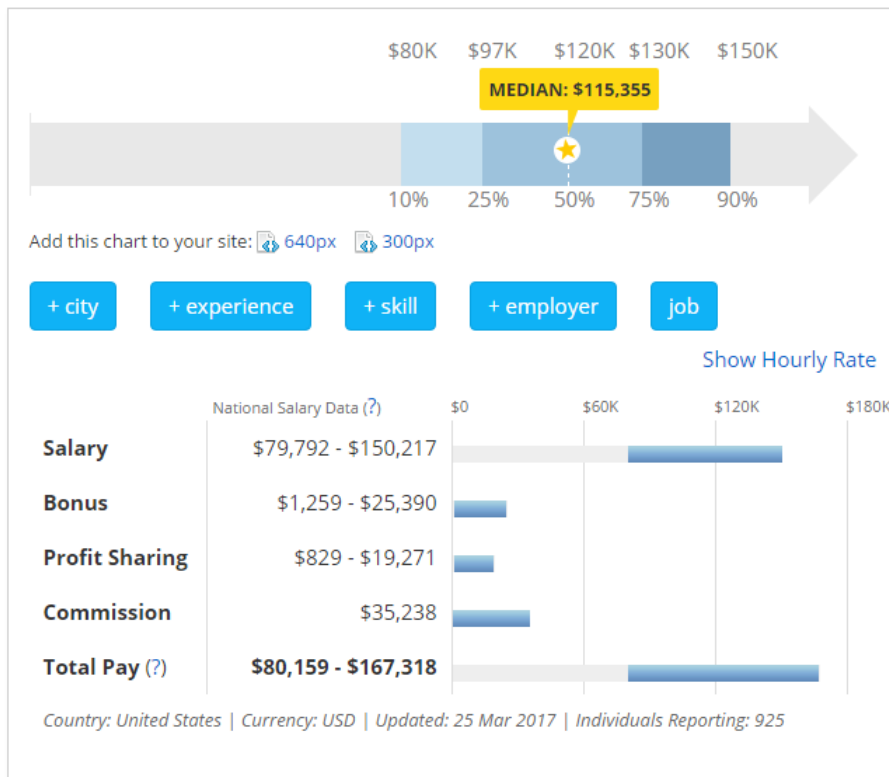 $80K $97K $120K $130K $150K
MEDIAN: $115,355
10% 25% 50% 75% 90%
Add this chart to your site: 640px 300px
+ city + experience + skill + employer job
Show Hourly Rate
National Salary Data (?) $0 $60K $120K $180K
Salary $79,792 - $150,217
Bonus $1,259 - $25,390
Profit Sharing $829 - $19,271
Commission $35,238
Total Pay (?) $80,159 - $167,318
Country: United States | Currency: USD | Updated: 25 Mar 2017 | Individuals Reporting: 925